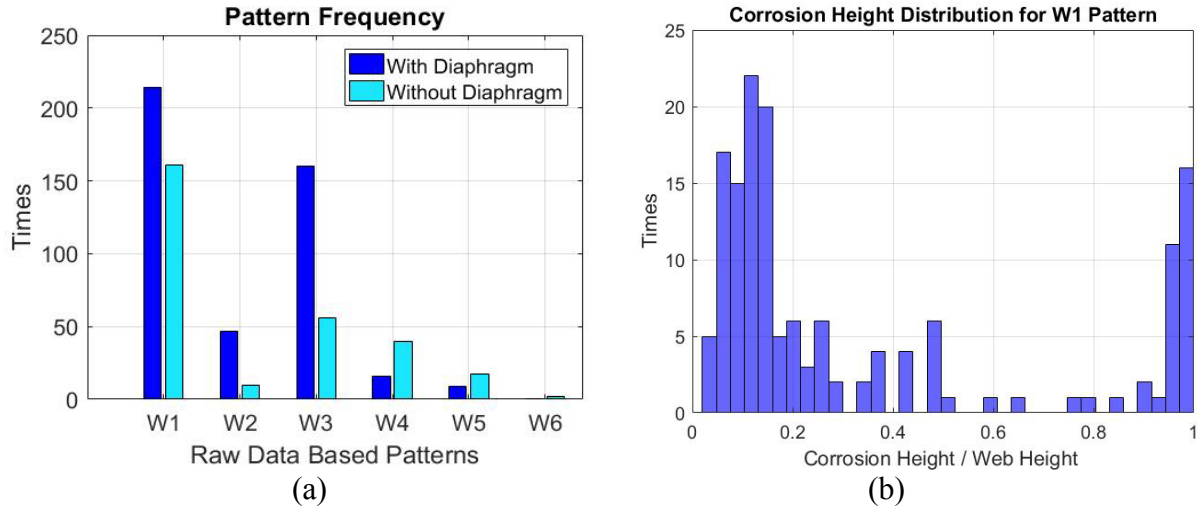 Pattern Frequency
250
200
150
100
50
0
Times
With Diaphragm
Without Diaphragm
W1 W2 W3 W4 W5 W6
Raw Data Based Patterns
(a)
Corrosion Height Distribution for W1 Pattern
25
20
15
10
5
0
Times
0 0.2 0.4 0.6 0.8 1
Corrosion Height / Web Height
(b)